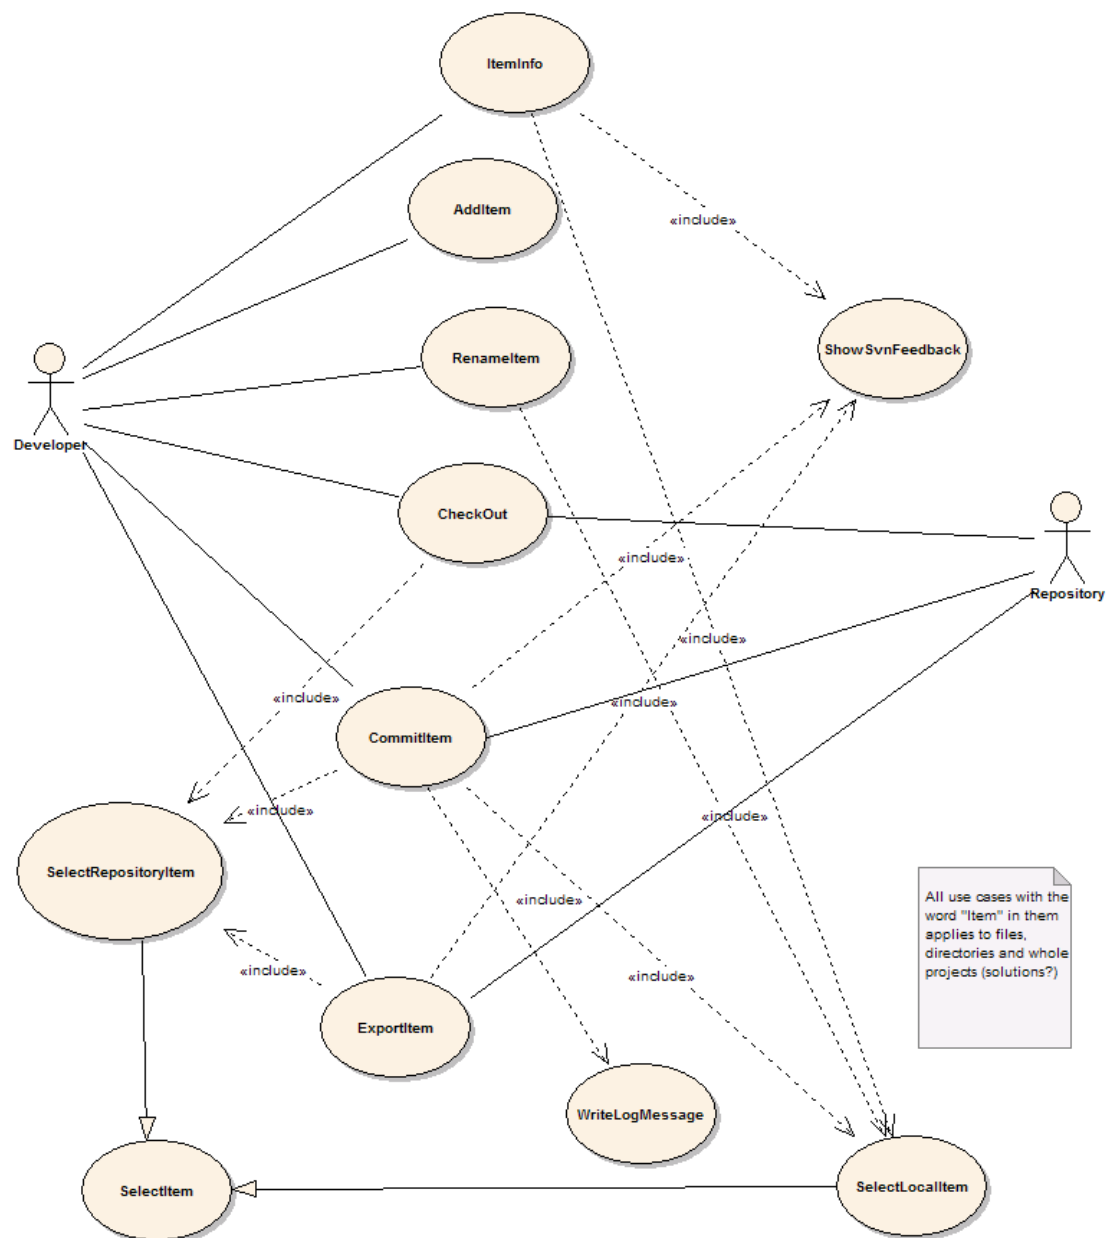 ItemInfo
AddItem
«include»
ShowSvnFeedback
RenameItem
Developer
CheckOut
«include»
Repository
«include»
«include»
«include»
CommitItem
«include»
«include»
SelectRepositoryItem
All use cases with the
word "Item" in them
applies to files,
directories and whole
projects (solutions?)
«include»
«include»
«include»
ExportItem
WriteLogMessage
SelectItem
SelectLocalItem